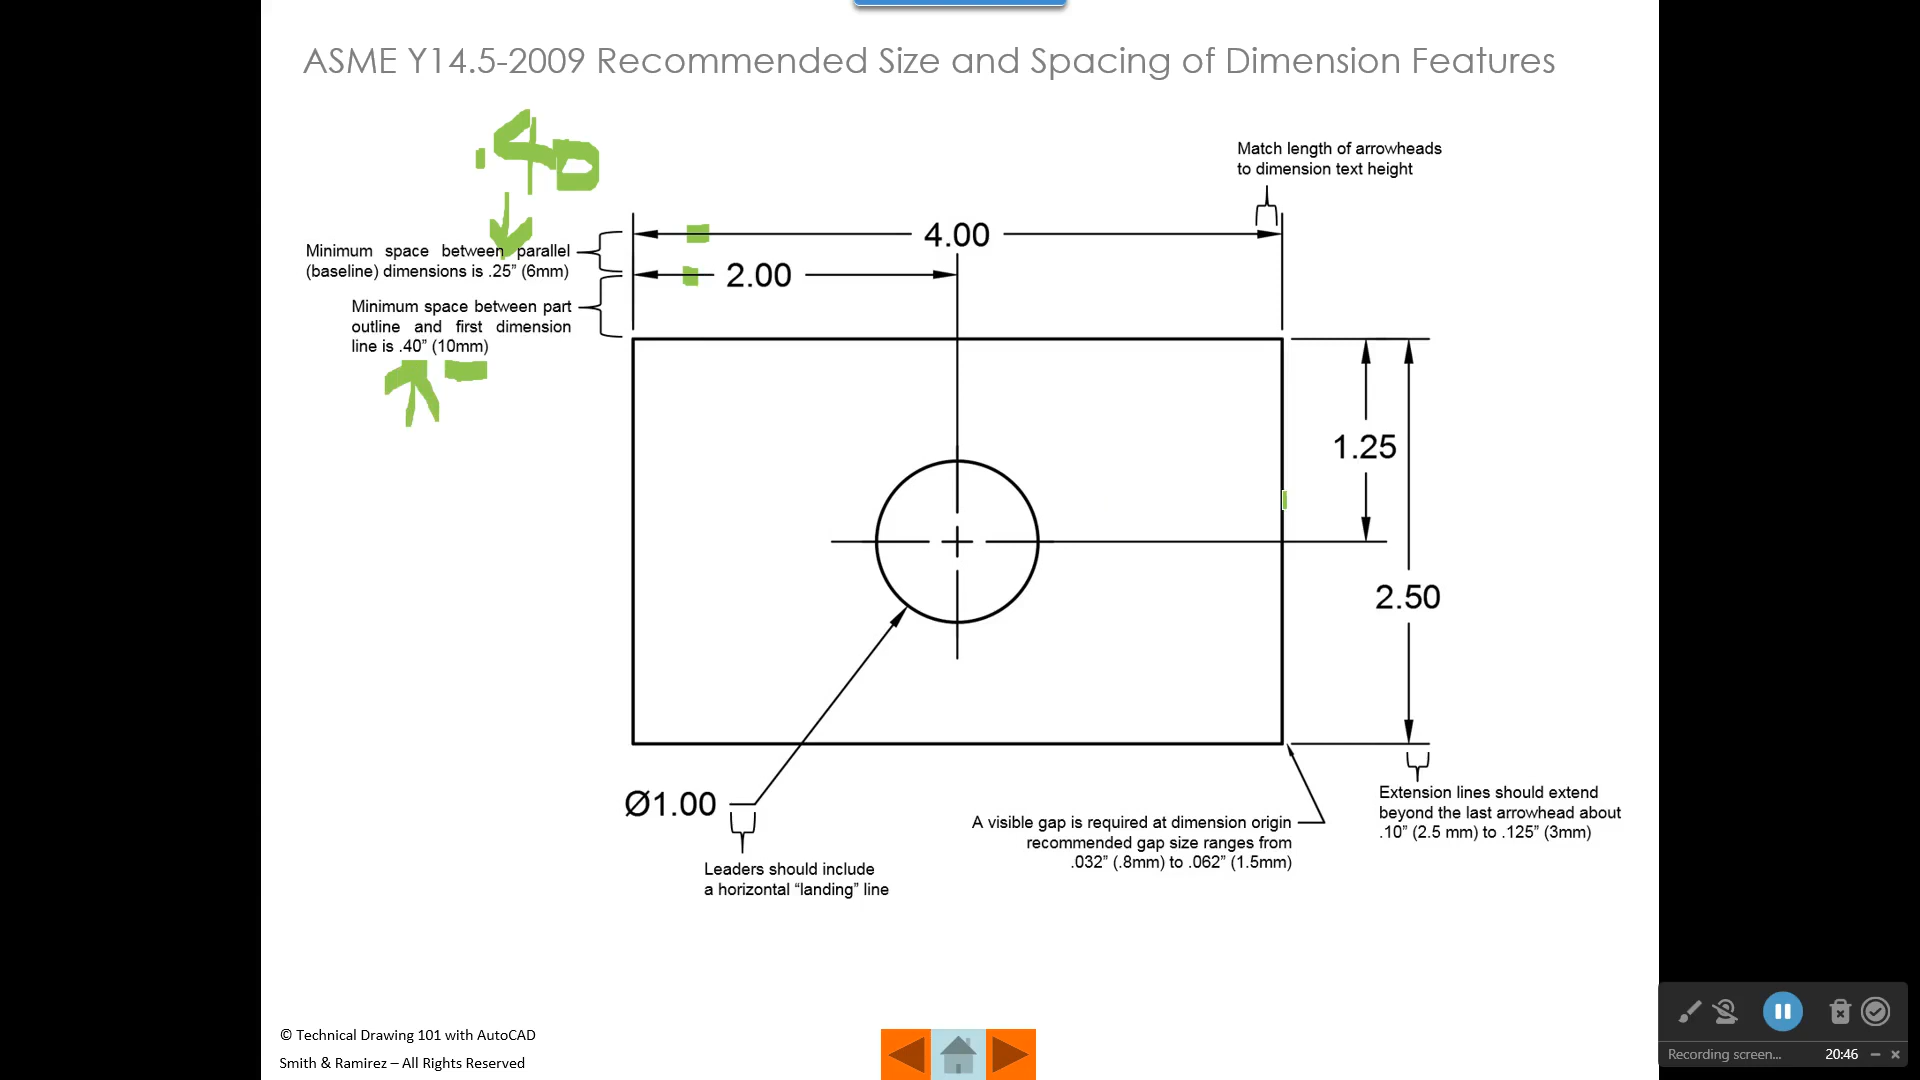 ASME Y14.5-2009 Recommended Size and Spacing of Dimension Features
.40
Match length of arrowheads
to dimension text height
4.00
Minimum space between parallel
(baseline) dimensions is .25” (6mm)
2.00
Minimum space between part
outline and first dimension
line is .40” (10mm)
1.25
2.50
Ø1.00
Leaders should include
a horizontal “landing” line
A visible gap is required at dimension origin
recommended gap size ranges from
.032” (.8mm) to .062” (1.5mm)
Extension lines should extend
beyond the last arrowhead about
.10” (2.5 mm) to .125” (3mm)
© Technical Drawing 101 with AutoCAD
Smith & Ramirez – All Rights Reserved
Recording screen... 20:46